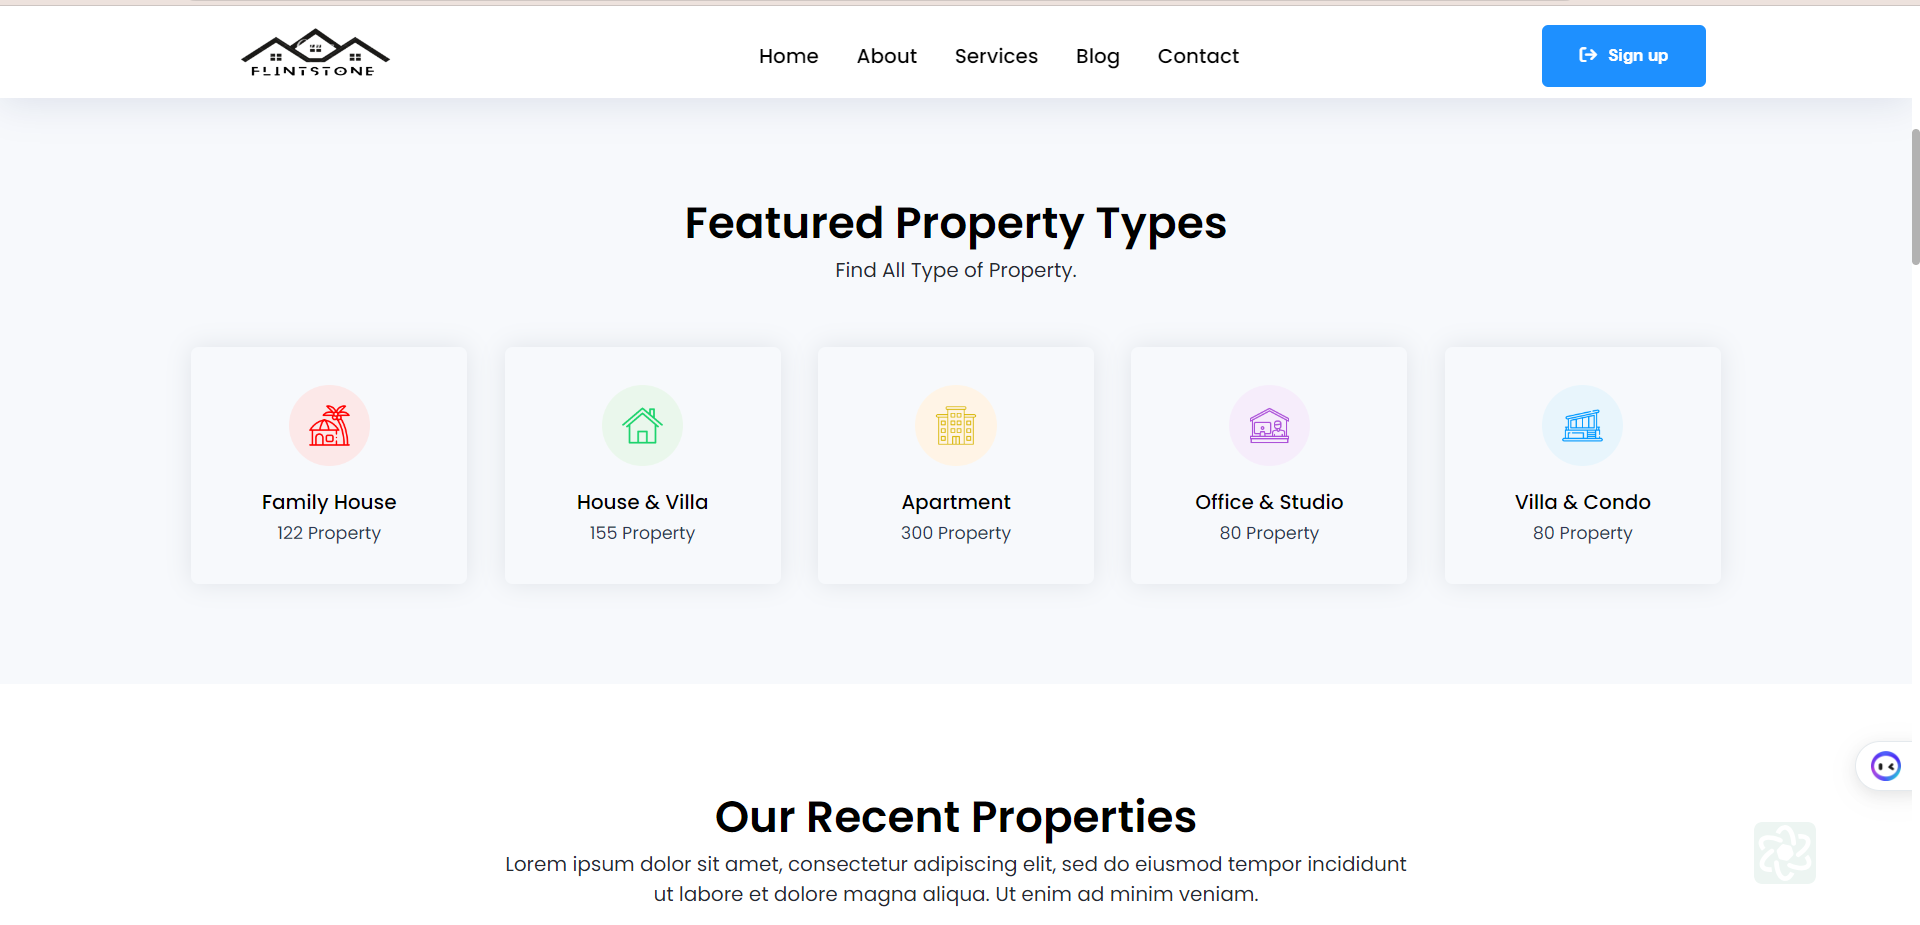 FLINTSTONE
Home About Services Blog Contact
Sign up
Featured Property Types
Find All Type of Property.
Family House
122 Property
House & Villa
155 Property
Apartment
300 Property
Office & Studio
80 Property
Villa & Condo
80 Property
Our Recent Properties
Lorem ipsum dolor sit amet, consectetur adipiscing elit, sed do eiusmod tempor incididunt
ut labore et dolore magna aliqua. Ut enim ad minim veniam.